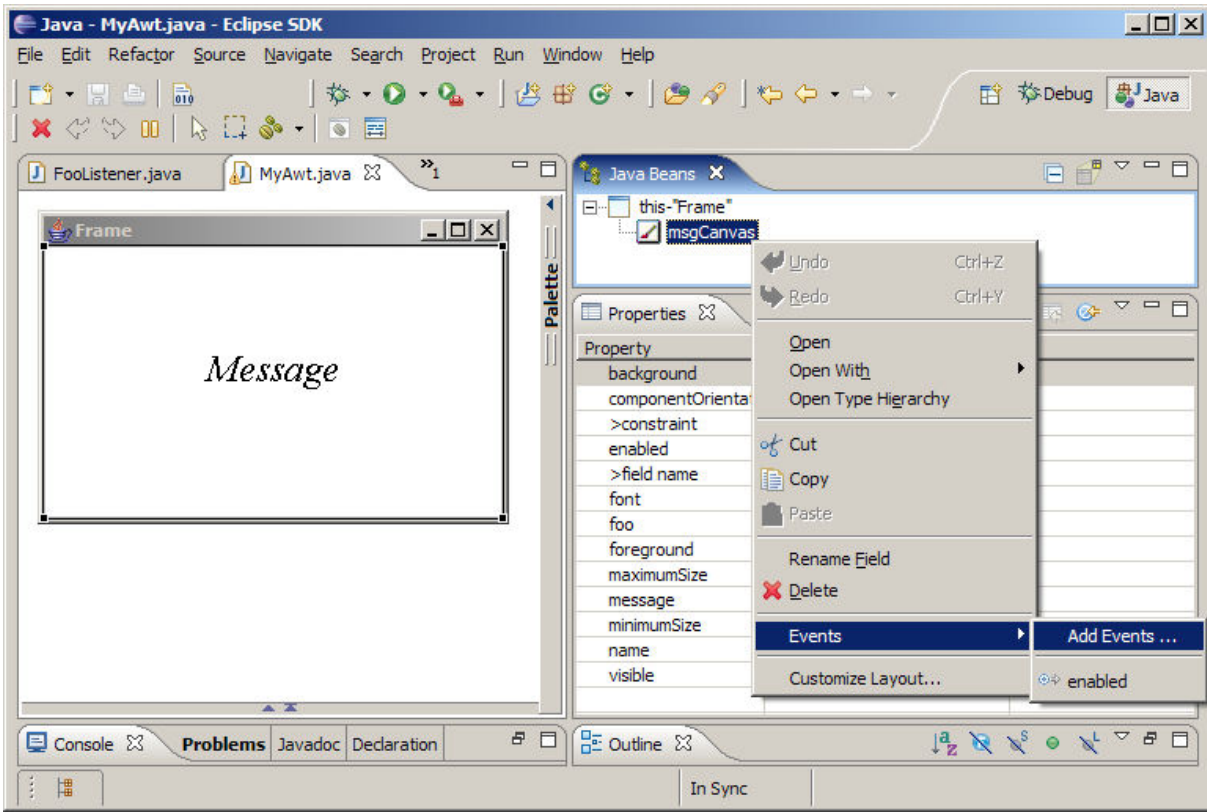 Java - MyAwt.java - Eclipse SDK
File Edit Refactor Source Navigate Search Project Run Window Help
010
Debug Java
FooListener.java MyAwt.java »1
Java Beans
Frame
Palette
Message
this-"Frame"
msgCanvas
Undo Ctrl+Z
Redo Ctrl+Y
Open
Open With
Open Type Hierarchy
Cut
Copy
Paste
Rename Field
Delete
Events
Customize Layout...
Add Events ...
enabled
Properties
Property
background
componentOrientat
>constraint
enabled
>field name
font
foo
foreground
maximumSize
message
minimumSize
name
visible
Console Problems Javadoc Declaration
Outline
In Sync